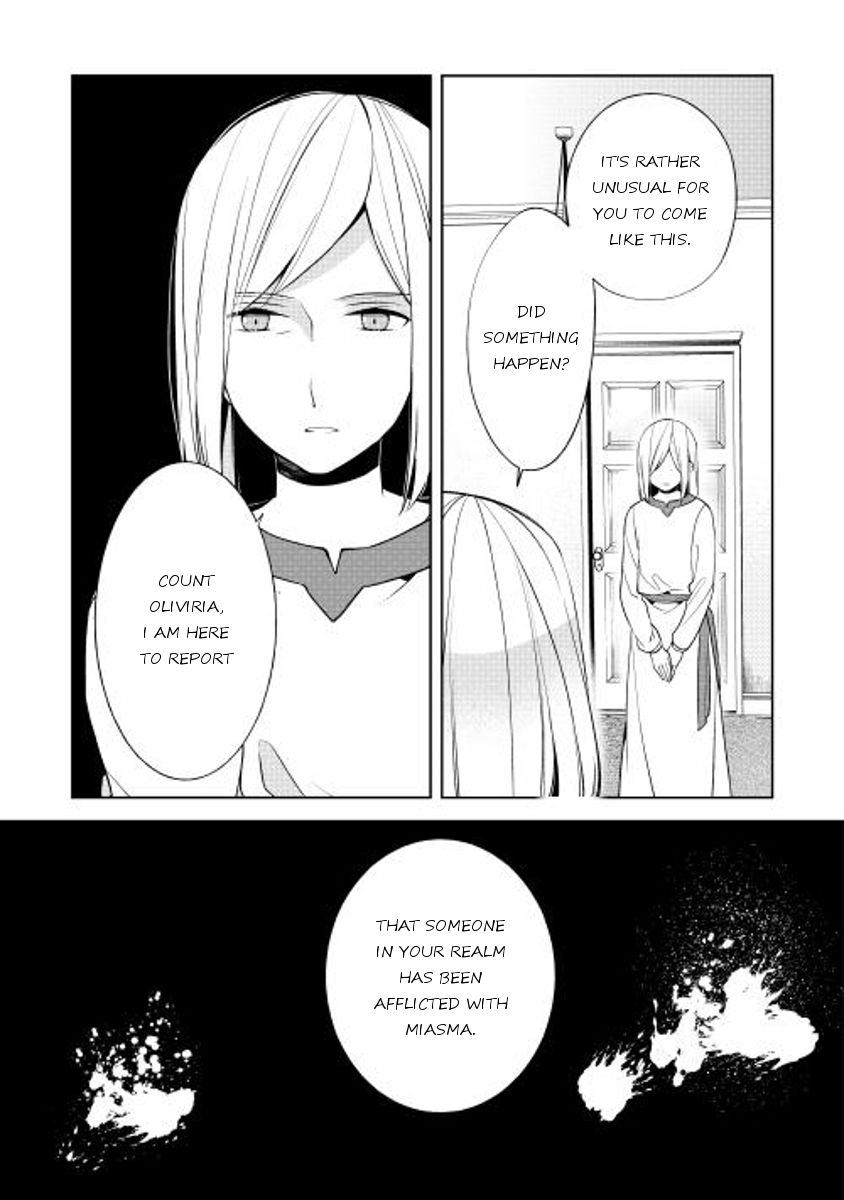 IT'S RATHER
UNUSUAL FOR
YOU TO COME
LIKE THIS.
DID
SOMETHING
HAPPEN?
COUNT
OLIVIRIA,
I AM HERE
TO REPORT
THAT SOMEONE
IN YOUR REALM
HAS BEEN
AFFLICTED WITH
MIASMA.